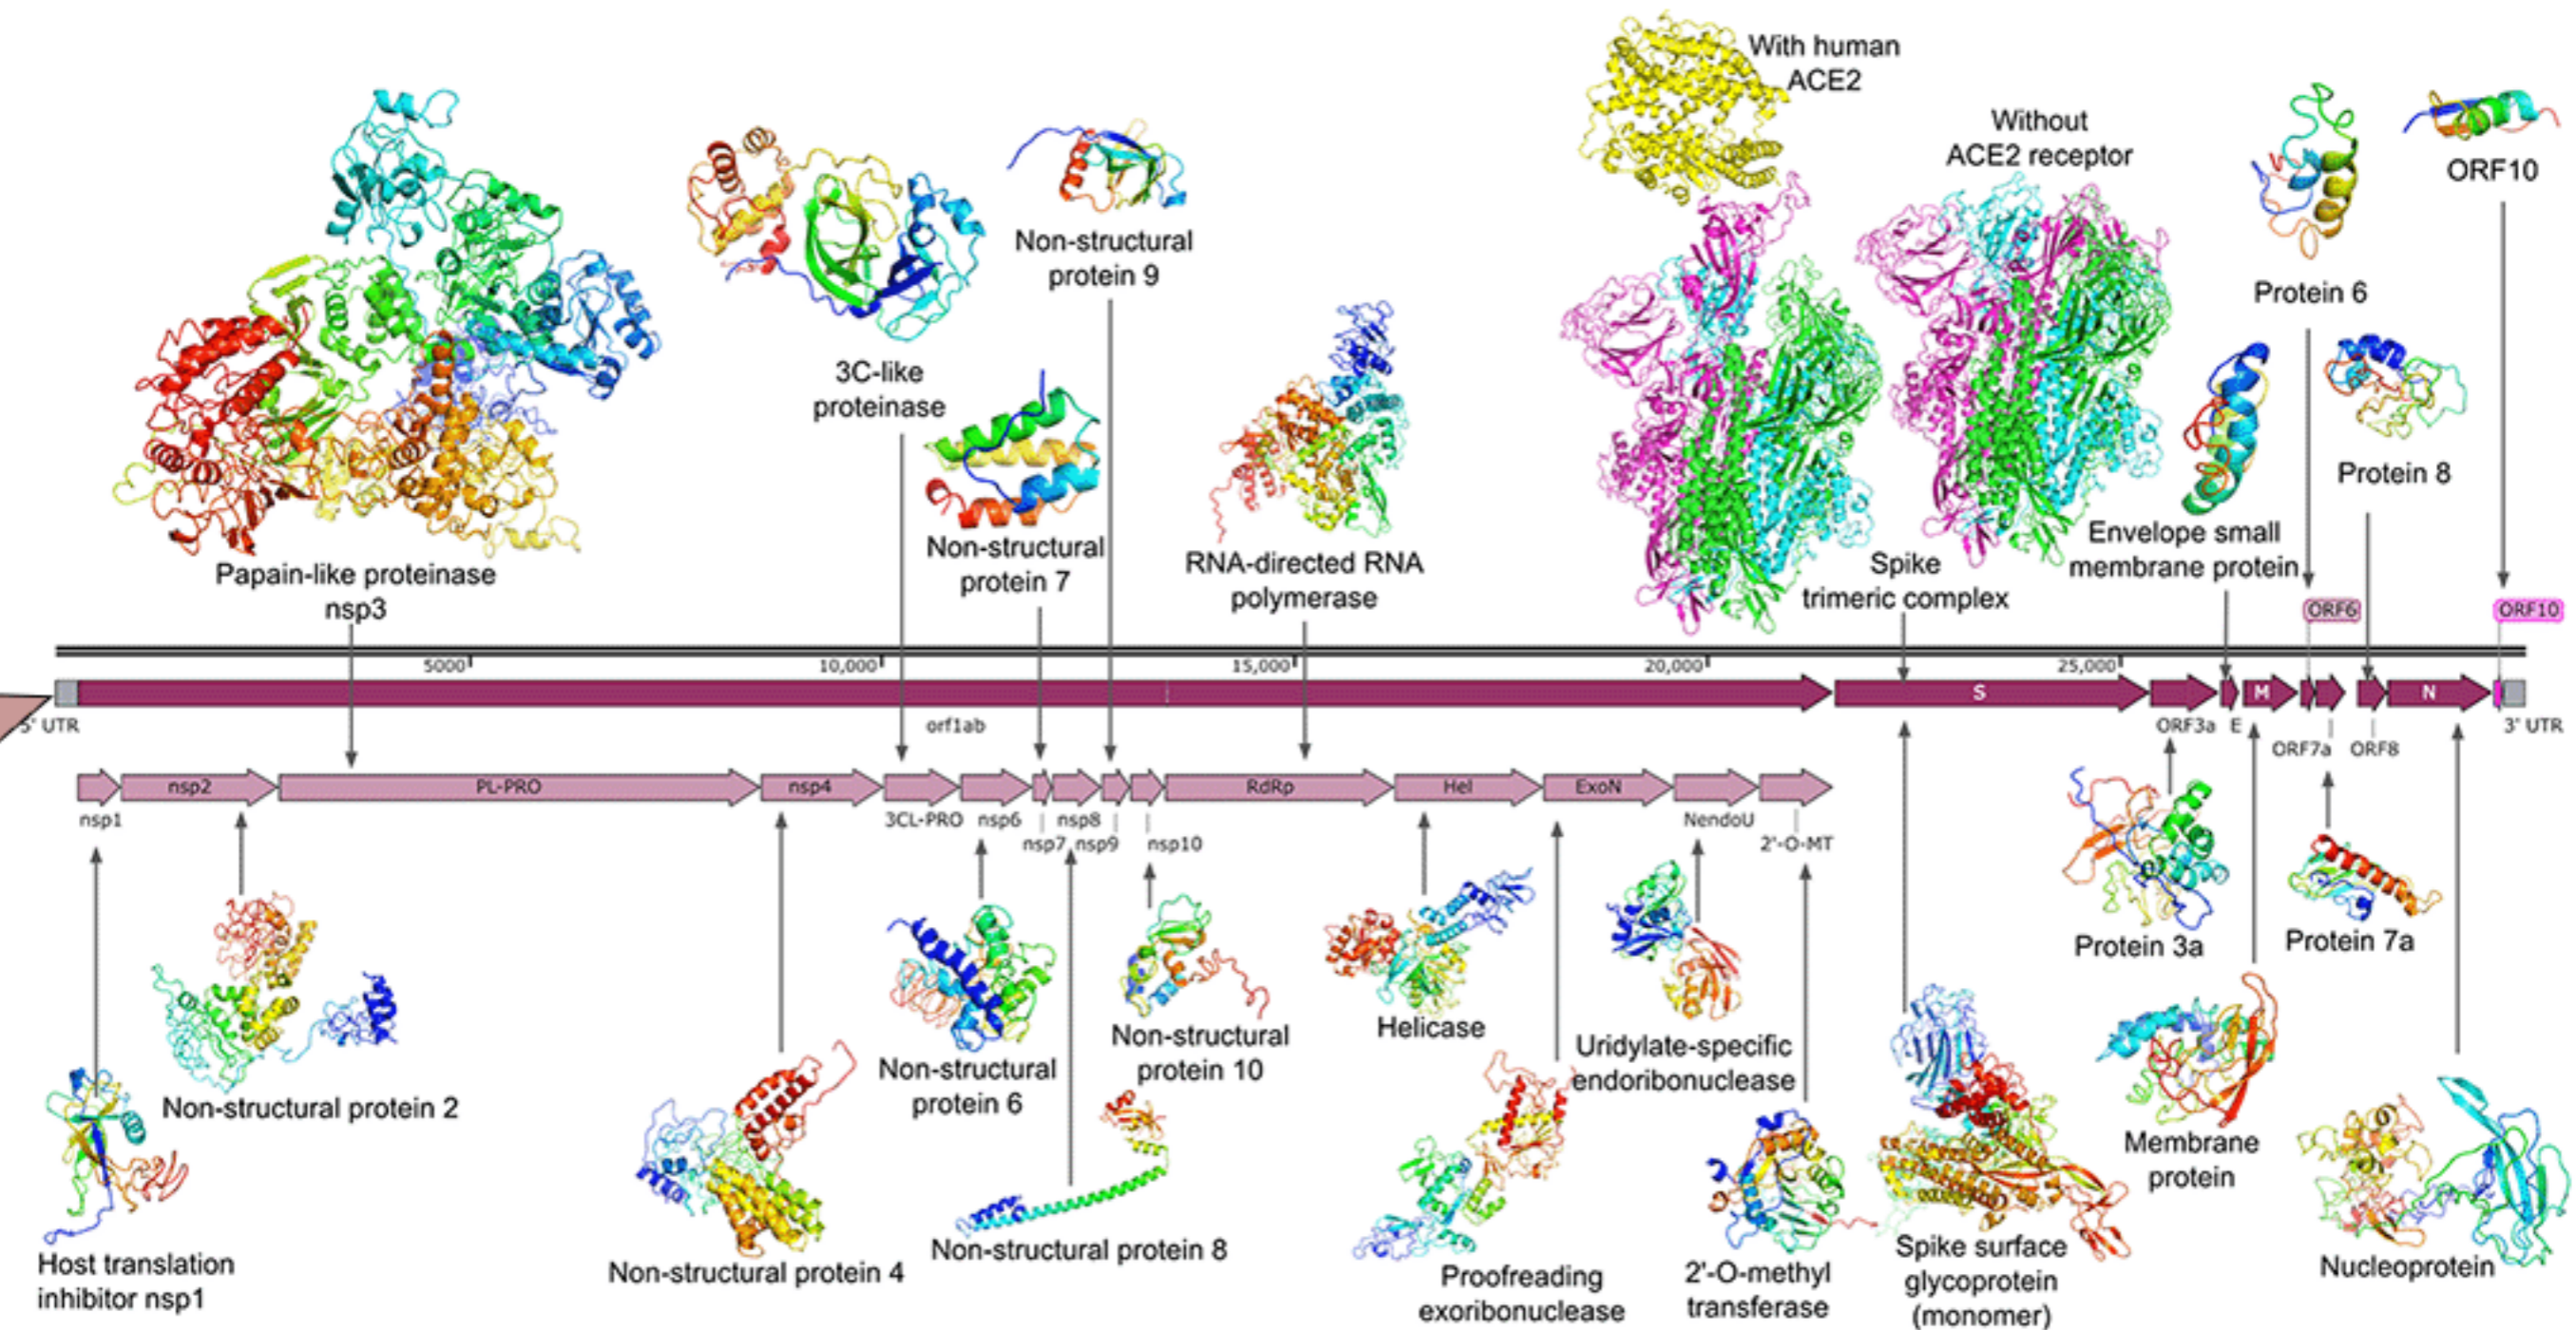 With human
ACE2
Without
ACE2 receptor
ORF10
Non-structural
protein 9
Protein 6
3C-like
proteinase
Protein 8
Non-structural
protein 7
RNA-directed RNA
polymerase
Envelope small
membrane protein
Papain-like proteinase
nsp3
Spike
trimeric complex
ORF6
ORF10
5000
10,000
15,000
20,000
25,000
S
M
N
5' UTR
orf1ab
ORF3a
E
3' UTR
ORF7a
ORF8
nsp2
PL-PRO
nsp4
RdRp
Hel
ExoN
nsp1
3CL-PRO
nsp6
nsp8
NendoU
nsp7
nsp9
nsp10
2'-O-MT
Protein 3a
Protein 7a
Helicase
Non-structural
protein 10
Uridylate-specific
endoribonuclease
Non-structural
protein 6
Non-structural protein 2
Membrane
protein
Host translation
inhibitor nsp1
Non-structural protein 4
Non-structural protein 8
Proofreading
exoribonuclease
2'-O-methyl
transferase
Spike surface
glycoprotein
(monomer)
Nucleoprotein